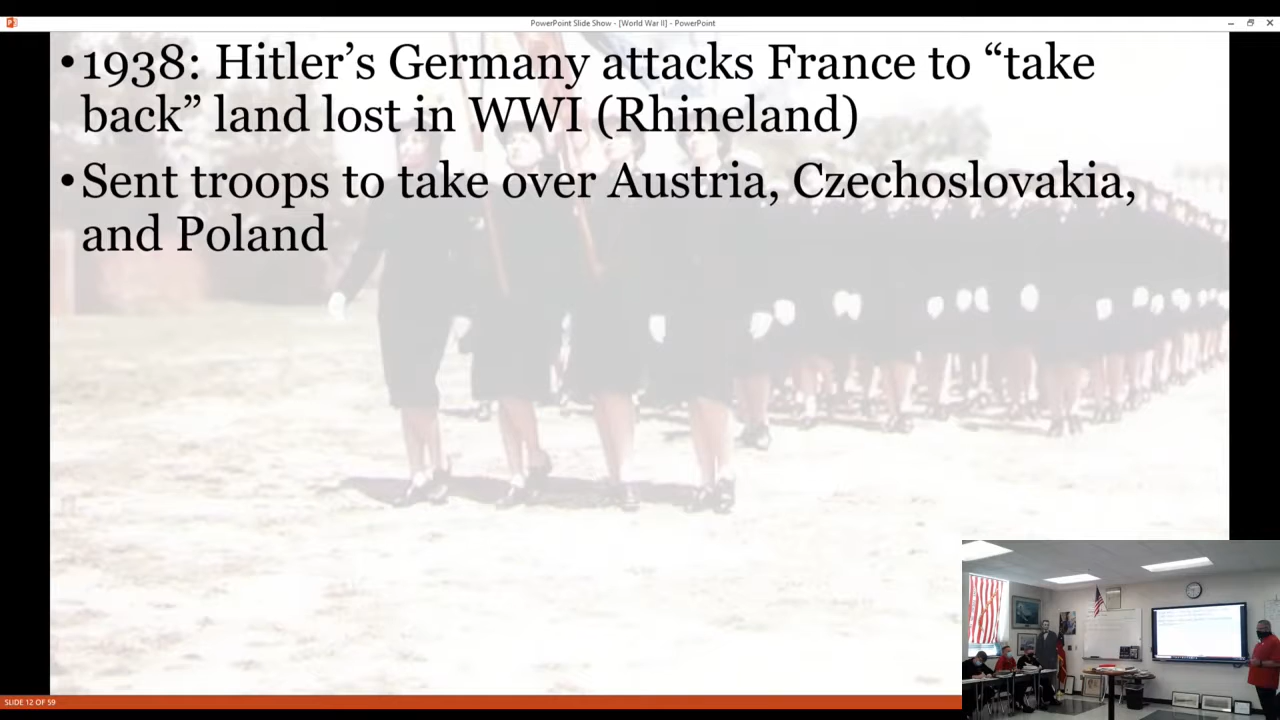 PowerPoint Slide Show - [World War II] - PowerPoint
•1938: Hitler’s Germany attacks France to “take
back” land lost in WWI (Rhineland)
•Sent troops to take over Austria, Czechoslovakia,
and Poland
SLIDE 12 OF 59